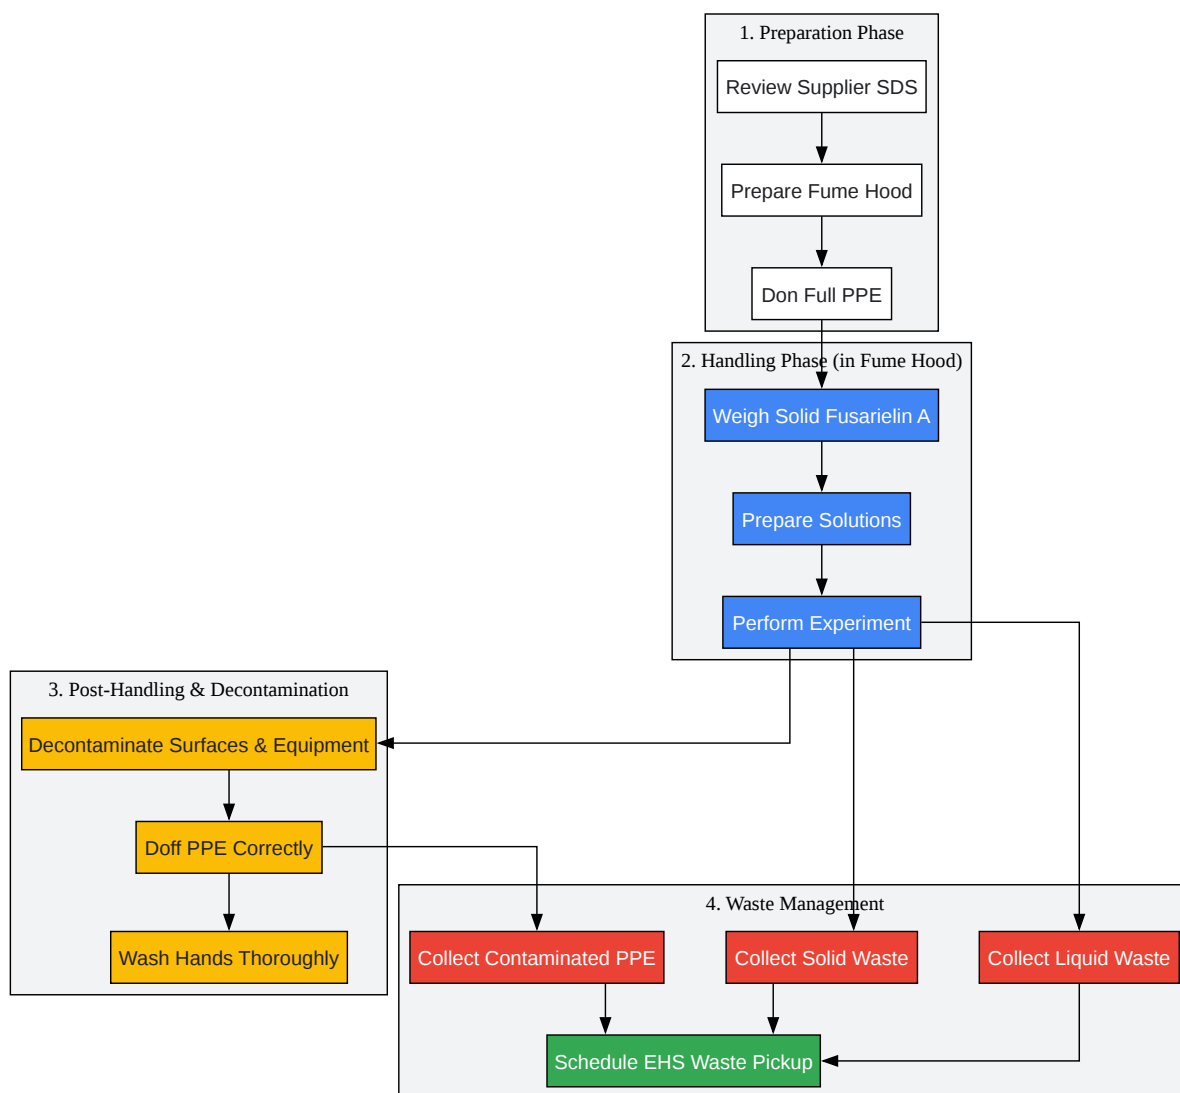 1. Preparation Phase
Review Supplier SDS
Prepare Fume Hood
Don Full PPE
2. Handling Phase (in Fume Hood)
Weigh Solid Fusarielin A
Prepare Solutions
Perform Experiment
3. Post-Handling & Decontamination
Decontaminate Surfaces & Equipment
Doff PPE Correctly
Wash Hands Thoroughly
4. Waste Management
Collect Contaminated PPE
Collect Solid Waste
Collect Liquid Waste
Schedule EHS Waste Pickup